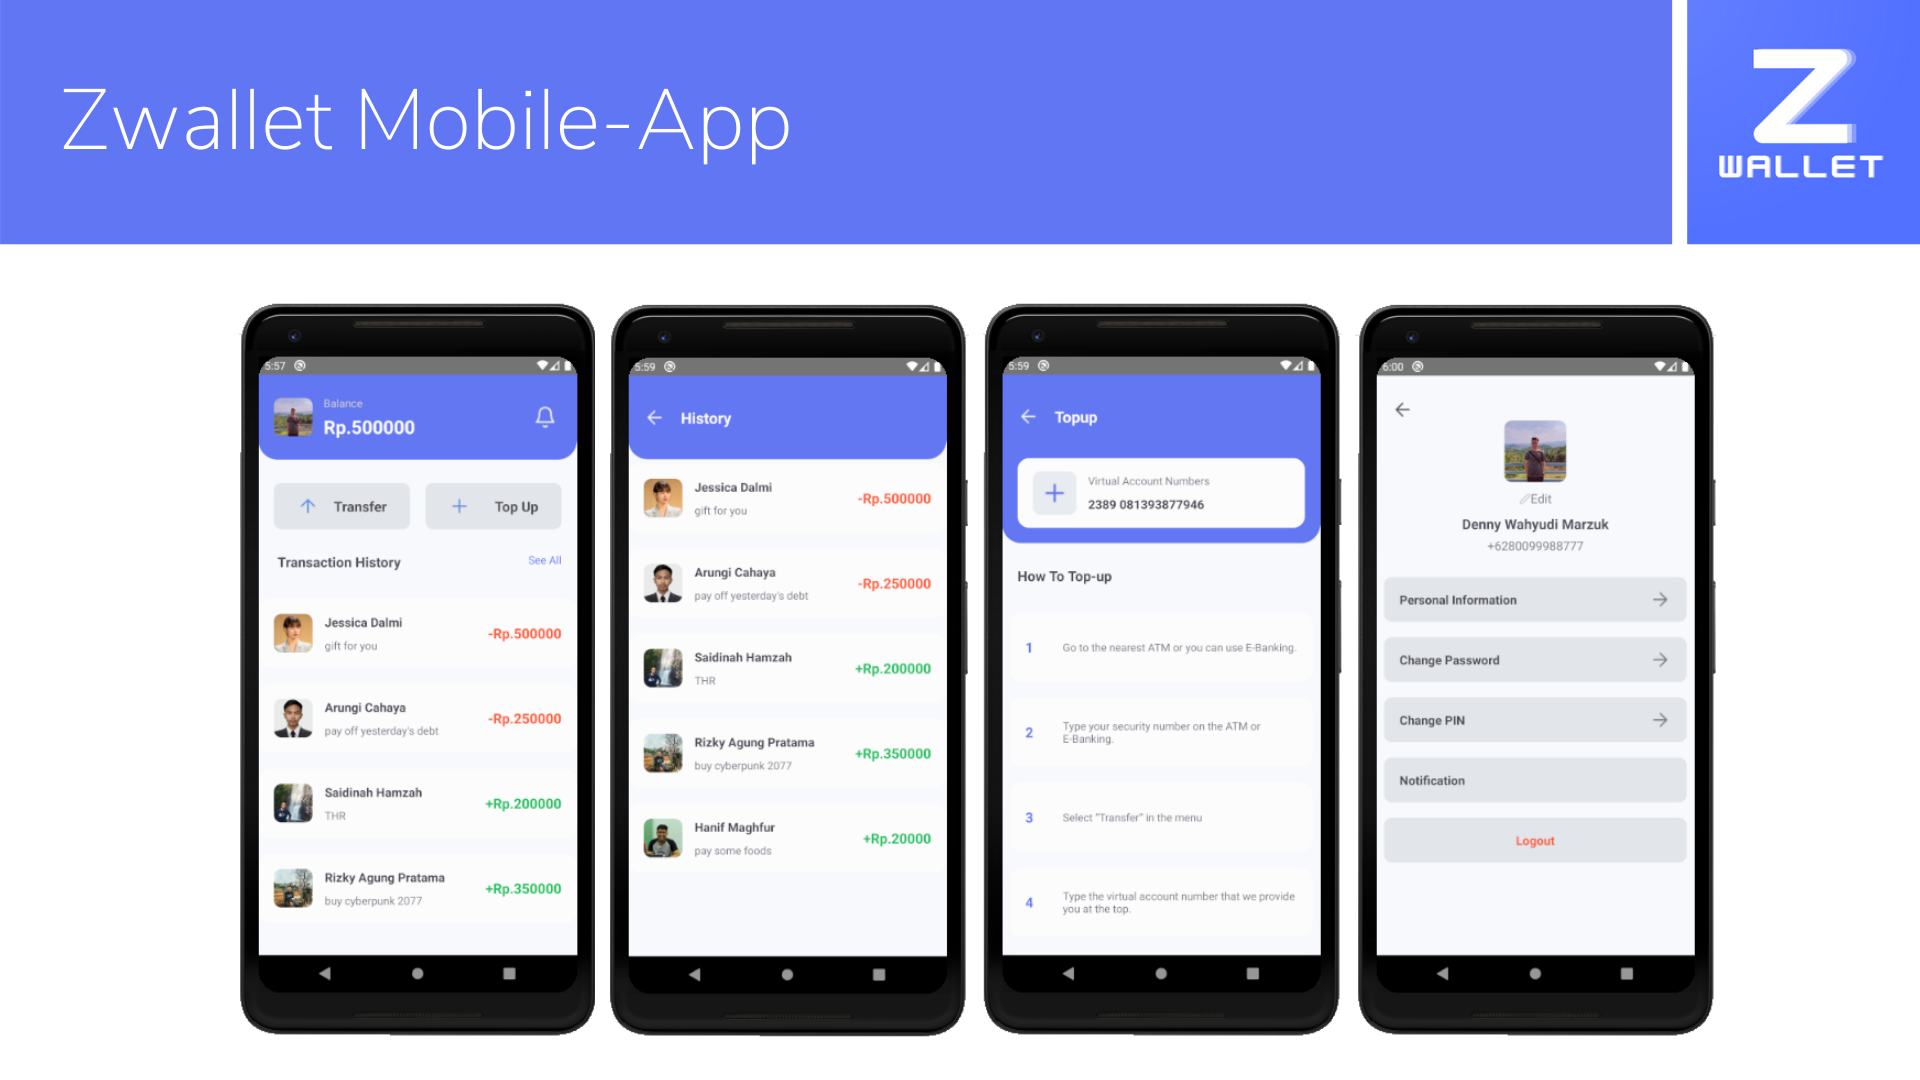 Zwallet Mobile-App
Z
WALLET
5:57
Balance
Rp.500000
Transfer
Top Up
Transaction History
See All
Jessica Dalmi
gift for you
-Rp.500000
Arungi Cahaya
pay off yesterday's debt
-Rp.250000
Saidinah Hamzah
THR
+Rp.200000
Rizky Agung Pratama
buy cyberpunk 2077
+Rp.350000
5:59
History
Jessica Dalmi
gift for you
-Rp.500000
Arungi Cahaya
pay off yesterday's debt
-Rp.250000
Saidinah Hamzah
THR
+Rp.200000
Rizky Agung Pratama
buy cyberpunk 2077
+Rp.350000
Hanif Maghfur
pay some foods
+Rp.20000
5:59
Topup
Virtual Account Numbers
2389 081393877946
How To Top-up
1
Go to the nearest ATM or you can use E-Banking.
2
Type your security number on the ATM or
E-Banking.
3
Select "Transfer" in the menu
4
Type the virtual account number that we provide
you at the top.
6:00
Edit
Denny Wahyudi Marzuk
+6280099988777
Personal Information
Change Password
Change PIN
Notification
Logout